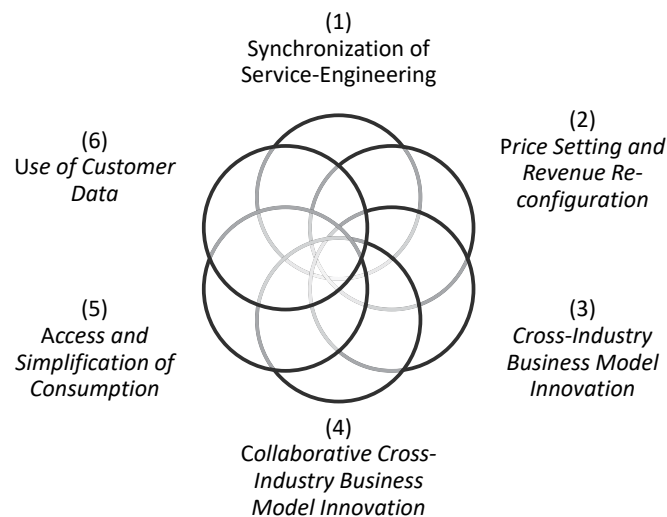 (1)
Synchronization of
Service-Engineering
(2)
Price Setting and
Revenue Re-
configuration
(3)
Cross-Industry
Business Model
Innovation
(4)
Collaborative Cross-
Industry Business
Model Innovation
(5)
Access and
Simplification of
Consumption
(6)
Use of Customer
Data